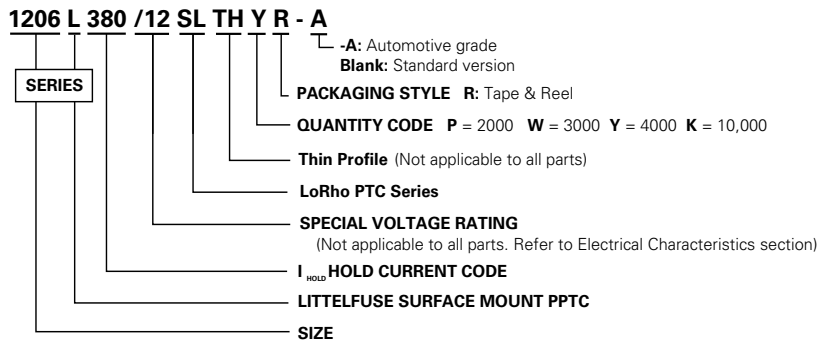 1206 L 380 /12 SL TH Y R - A
-A: Automotive grade
Blank: Standard version
SERIES
PACKAGING STYLE R: Tape & Reel
QUANTITY CODE P = 2000 W = 3000 Y = 4000 K = 10,000
Thin Profile (Not applicable to all parts)
LoRho PTC Series
SPECIAL VOLTAGE RATING
(Not applicable to all parts. Refer to Electrical Characteristics section)
I HOLD HOLD CURRENT CODE
LITTELFUSE SURFACE MOUNT PPTC
SIZE